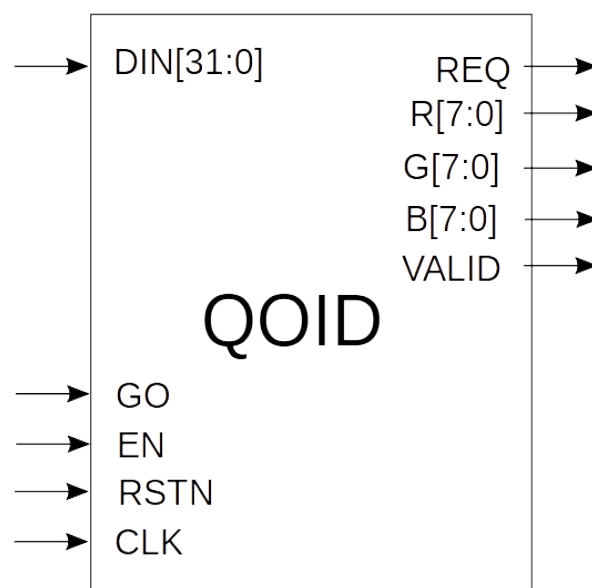 DIN[31:0]
REQ
R[7:0]
G[7:0]
B[7:0]
VALID
QOID
GO
EN
RSTN
CLK